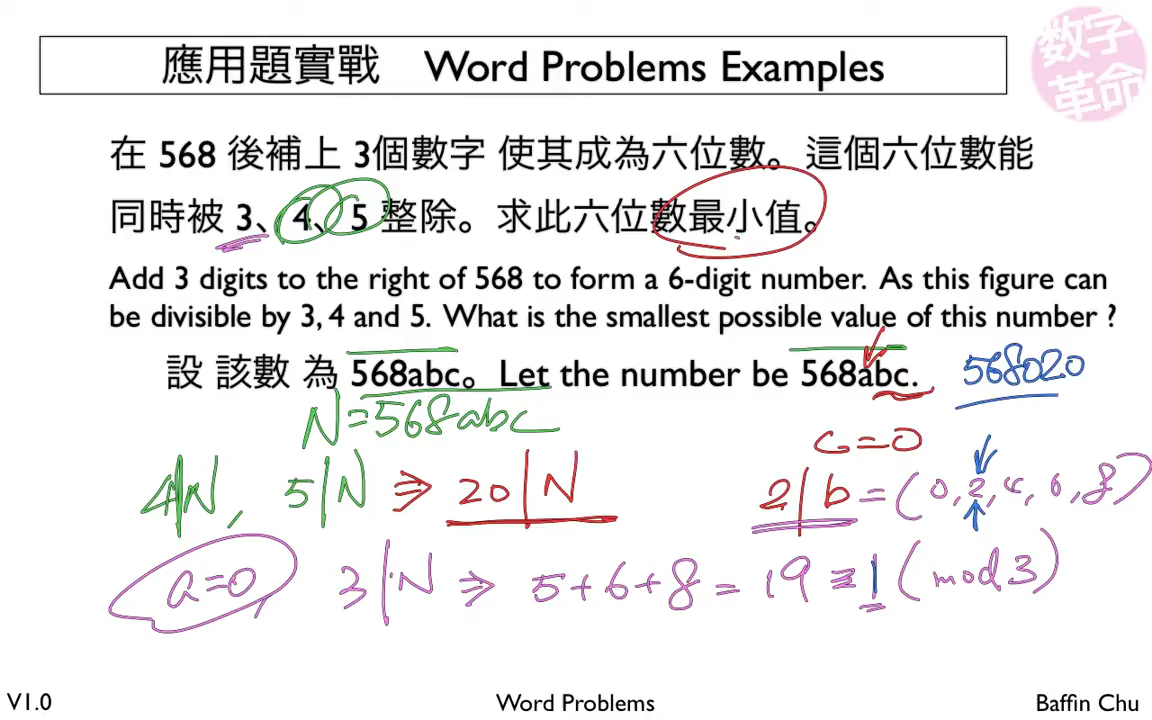 應用題實戰 Word Problems Examples
数字
革命
在 568 後補上 3個數字 使其成為六位數。這個六位數能
同時被 3、4、5 整除。求此六位數最小值。
Add 3 digits to the right of 568 to form a 6-digit number. As this figure can
be divisible by 3, 4 and 5. What is the smallest possible value of this number ?
設 該數 為 568abc。 Let the number be 568abc. 568020
N=568abc
c=0
4|N, 5|N ⇒ 20|N 2|b = (0,2,4,6,8)
a=0 3|N ⇒ 5+6+8=19≡1 (mod 3)
V1.0 Word Problems Baffin Chu